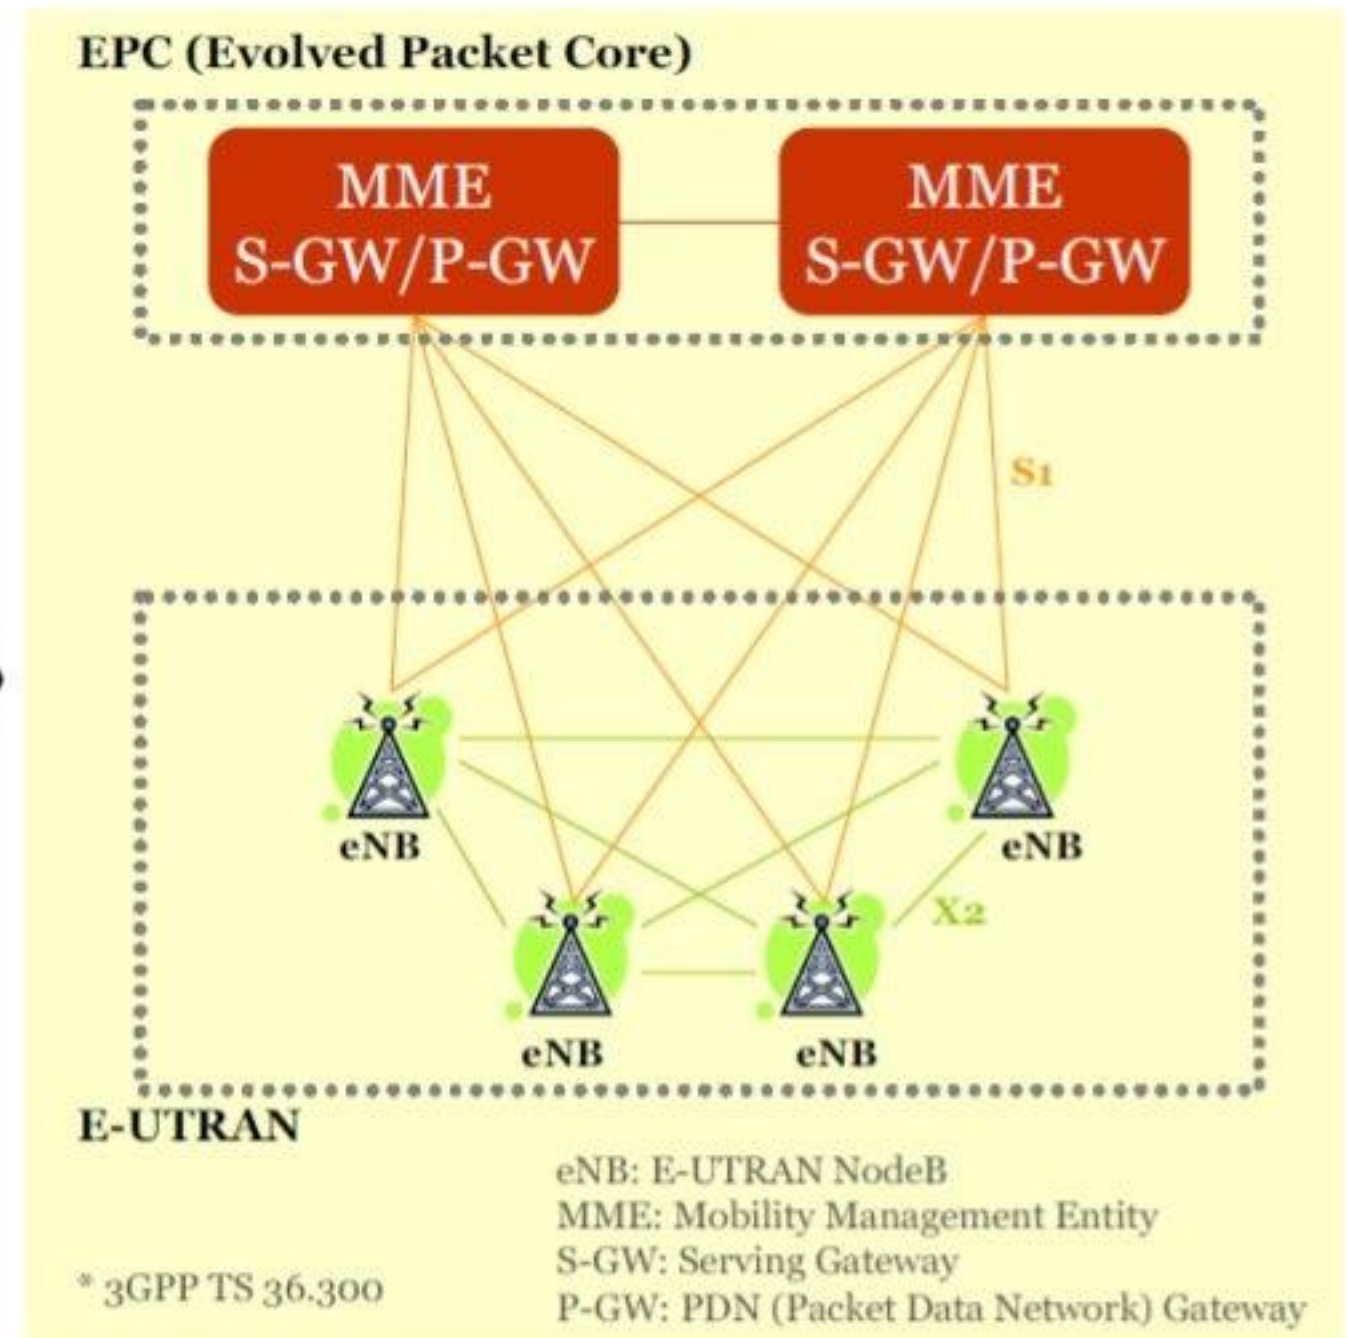 EPC (Evolved Packet Core)
MME
S-GW/P-GW
MME
S-GW/P-GW
S1
eNB
eNB
X2
eNB
eNB
E-UTRAN
eNB: E-UTRAN NodeB
MME: Mobility Management Entity
S-GW: Serving Gateway
* 3GPP TS 36.300
P-GW: PDN (Packet Data Network) Gateway